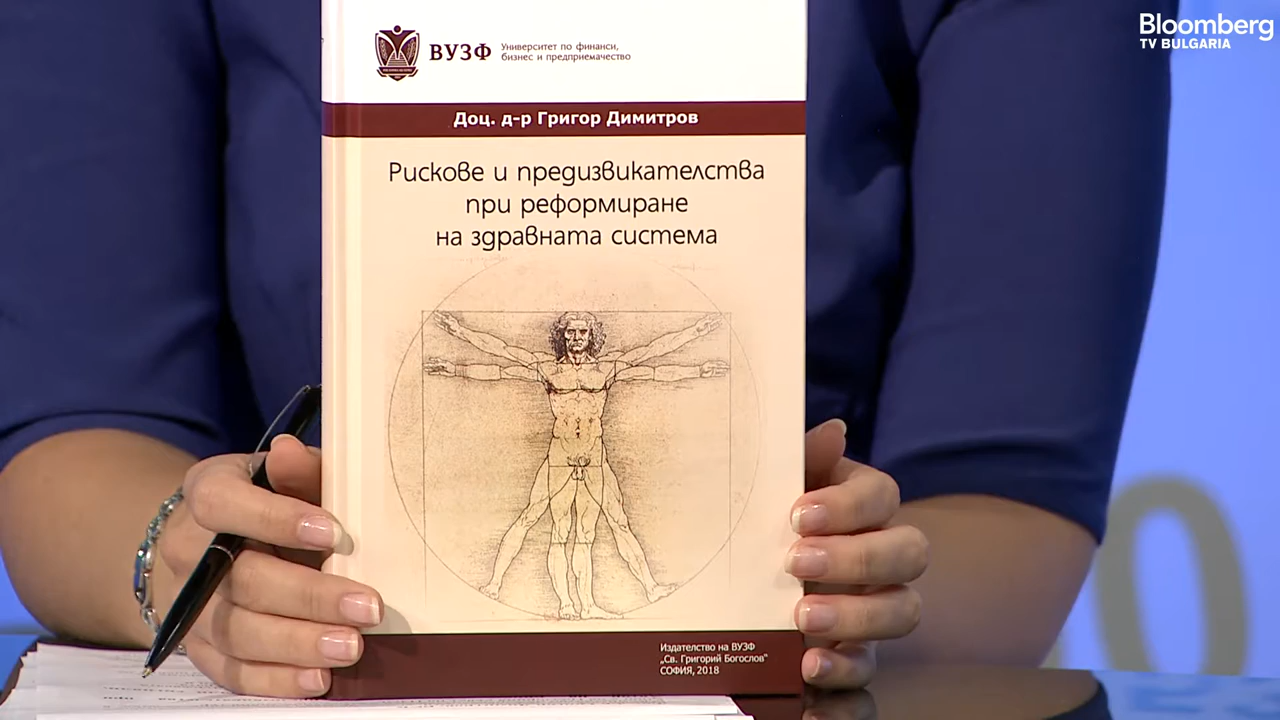 Bloomberg
TV BULGARIA
ВУЗФ
Университет по финанси,
бизнес и предприемачество
Доц. д-р Григор Димитров
Рискове и предизвикателства
при реформиране
на здравната система
Издателство на ВУЗФ
„Св. Григорий Богослов“
СОФИЯ, 2018
0